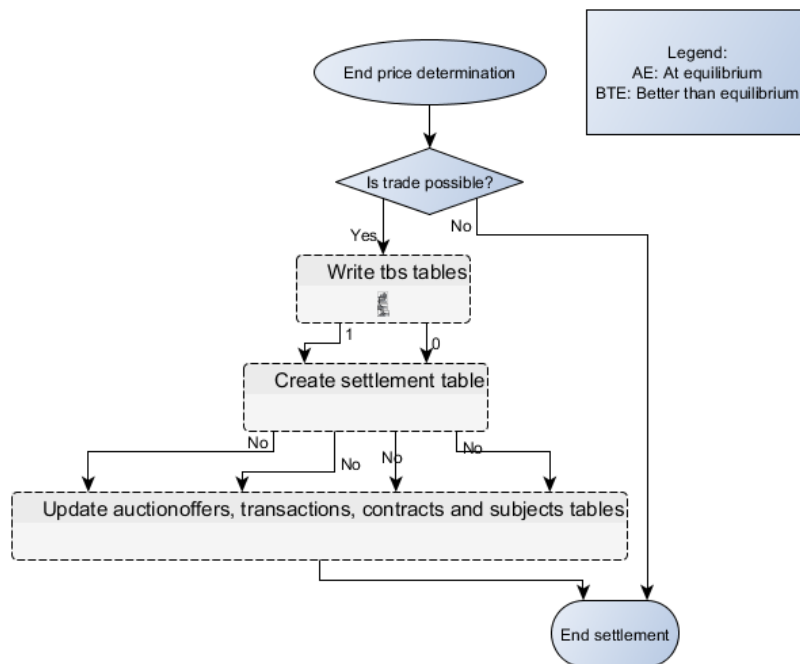 Legend:
AE: At equilibrium
BTE: Better than equilibrium
End price determination
Is trade possible?
Yes
No
Write tbs tables
1
0
Create settlement table
No
No
No
No
Update auctionoffers, transactions, contracts and subjects tables
End settlement